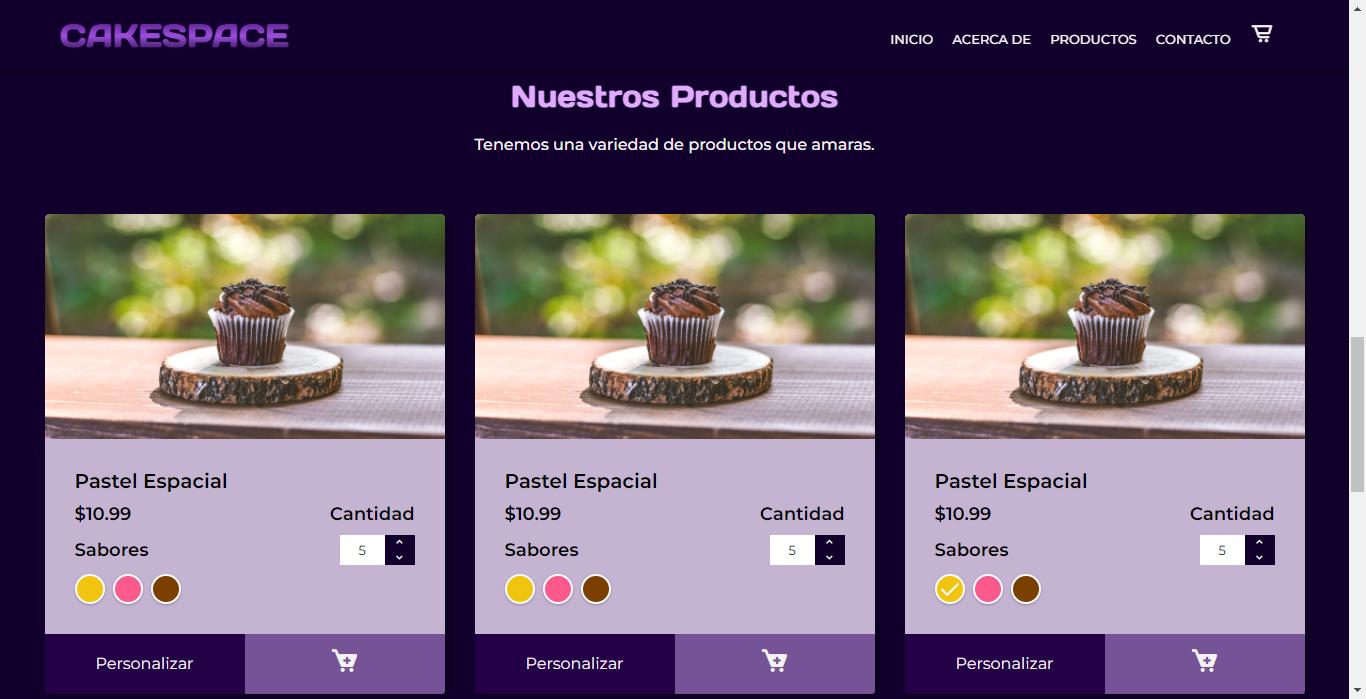 CAKESPACE
INICIO ACERCA DE PRODUCTOS CONTACTO
Nuestros Productos
Tenemos una variedad de productos que amaras.
Pastel Espacial
$10.99 Cantidad
Sabores 5
Personalizar
Pastel Espacial
$10.99 Cantidad
Sabores 5
Personalizar
Pastel Espacial
$10.99 Cantidad
Sabores 5
Personalizar